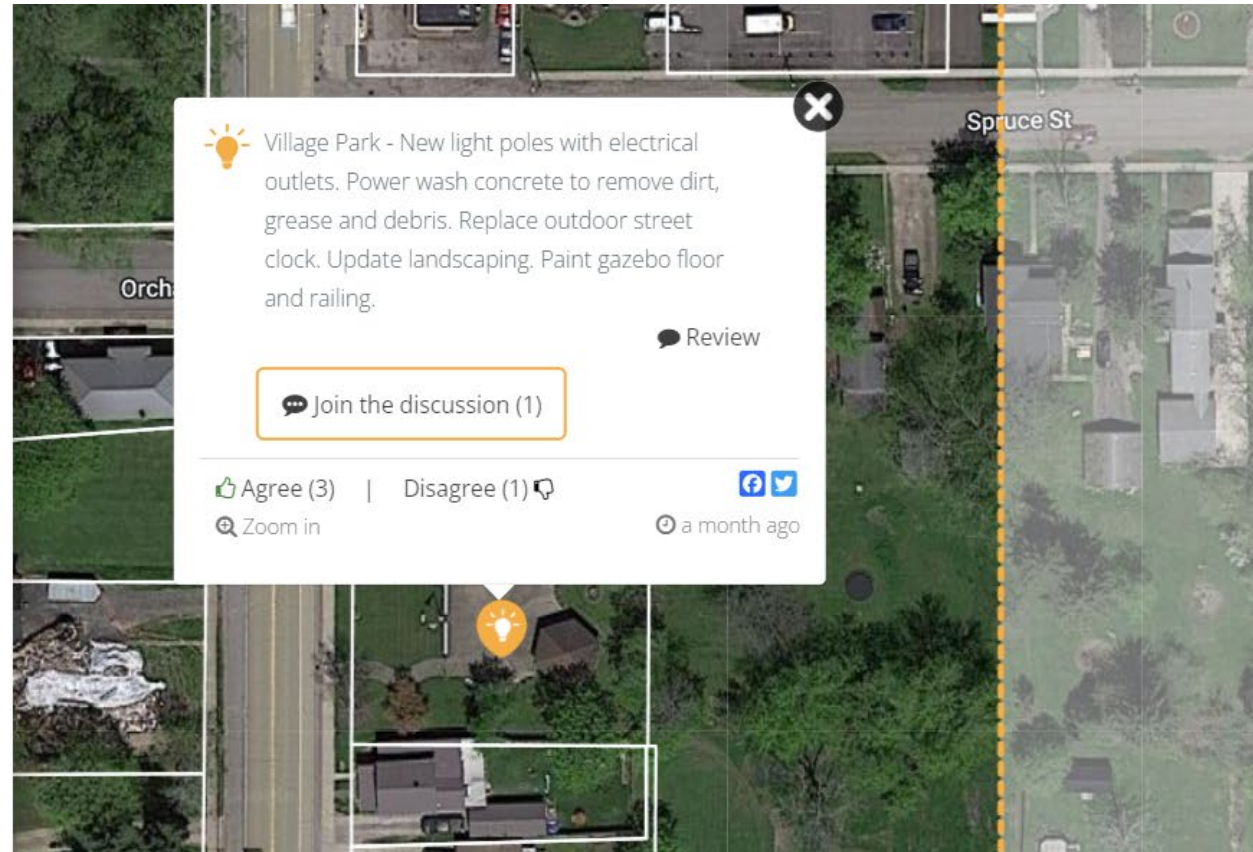 Spruce St
Village Park - New light poles with electrical
outlets. Power wash concrete to remove dirt,
grease and debris. Replace outdoor street
clock. Update landscaping. Paint gazebo floor
and railing.
Orch
Review
Join the discussion (1)
Agree (3) | Disagree (1)
Zoom in
a month ago